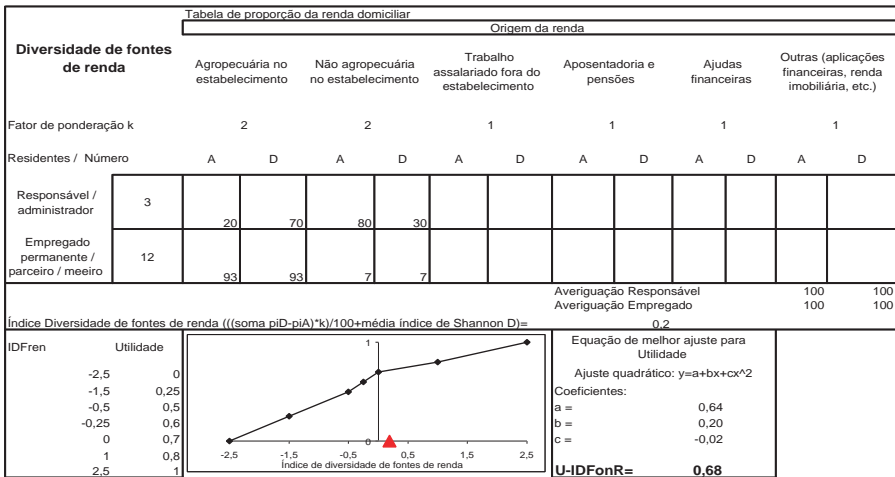 Tabela de proporção da renda domiciliar
Origem da renda
Diversidade de fontes
de renda
Agropecuária no
estabelecimento
Não agropecuária
no estabelecimento
Trabalho
assalariado fora do
estabelecimento
Aposentadoria e
pensões
Ajudas
financeiras
Outras (aplicações
financeiras, renda
imobiliária, etc.)
Fator de ponderação k 2 2 1 1 1 1
Residentes / Número A D A D A D A D A D A D
Responsável /
administrador
3
20 70 80 30
Empregado
permanente /
parceiro / meeiro
12
93 93 7 7
Averiguação Responsável 100 100
Averiguação Empregado 100 100
Índice Diversidade de fontes de renda (((soma piD-piA)*k)/100+média índice de Shannon D)= 0,2
IDFren Utilidade
-2,5 0
-1,5 0,25
-0,5 0,5
-0,25 0,6
0 0,7
1 0,8
2,5 1
1
0
-2,5 -1,5 -0,5 0,5 1,5 2,5
Índice de diversidade de fontes de renda
Equação de melhor ajuste para
Utilidade
Ajuste quadrático: y=a+bx+cx^2
Coeficientes:
a = 0,64
b = 0,20
c = -0,02
U-IDFonR= 0,68